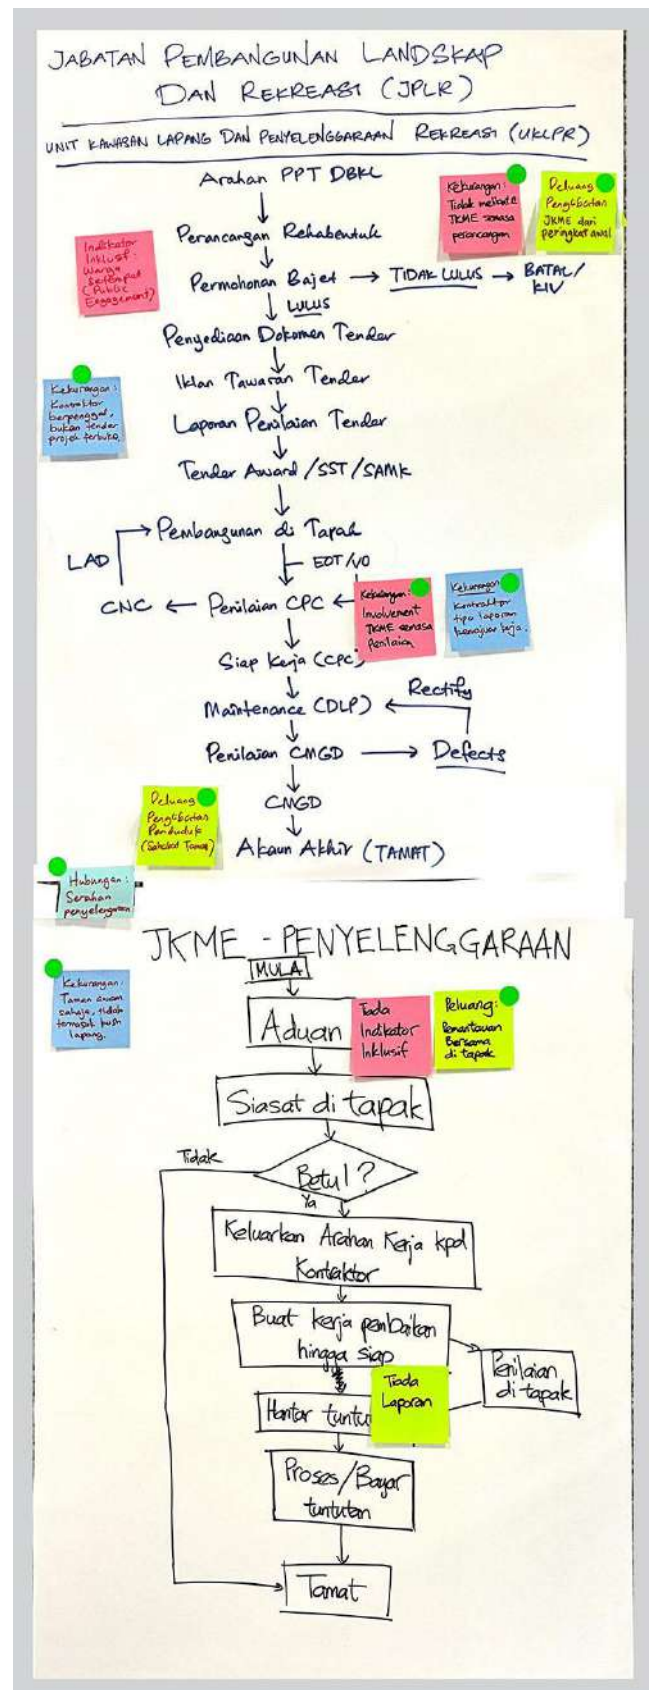 JABATAN PEMBANGUNAN LANDSKAP
DAN REKREASI (JPLR)
UNIT KAWASAN LAPANG DAN PENYELENGGARAAN REKREASI (UKLPR)
Arahan PPT DBKL
Kekurangan:
Tidak melibat
JKME semasa
perancangan
Peluang
Penglibatan
JKME dari
peringkat awal
Perancangan Rehabentuk
Indikator
Inklusif:
Warga
Setempat
(Public
Engagement)
Permohonan Bajet → TIDAK LULUS → BATAL/
KIV
LULUS
Penyediaan Dokumen Tender
Iklan Tawaran Tender
Kekurangan:
Kontraktor
berpenggal,
bukan tender
projek terbuka.
Laporan Penilaian Tender
Tender Award/SST/SAMK
Pembangunan di Tapak
LAD
EOT/VO
CNC ← Penilaian CPC
Kekurangan:
Involvement
JKME semasa
Penilaian
Kekurangan
Kontraktor
tipu laporan
kemajuan kerja.
Siap Kerja (CPC)
Maintenance (DLP)
Rectify
Penilaian CMGD → Defects
CMGD
Peluang
Penglibatan
Penduduk
(Sahabat Taman)
Akaun Akhir (TAMAT)
Hubungan:
Serahan
penyelenggaraan
JKME - PENYELENGGARAAN
MULA
Kekurangan:
Taman awam
sahaja, tidak
termasuk
lapang.
Aduan
Tiada
Indikator
Inklusif
Peluang:
Pemantauan
Bersama
di tapak
Siasat di tapak
Tidak
Betul?
Ya
Keluarkan Arahan Kerja kpd
Kontraktor
Buat kerja pembaikan
hingga siap
Penilaian
di tapak
Tiada
Laporan
Hantar tuntu
Proses/Bayar
tuntutan
Tamat